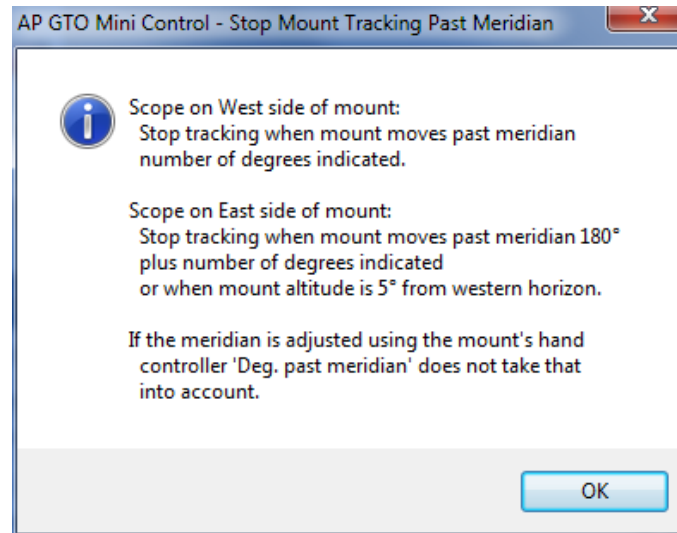 AP GTO Mini Control - Stop Mount Tracking Past Meridian
Scope on West side of mount:
Stop tracking when mount moves past meridian
number of degrees indicated.
Scope on East side of mount:
Stop tracking when mount moves past meridian 180°
plus number of degrees indicated
or when mount altitude is 5° from western horizon.
If the meridian is adjusted using the mount's hand
controller 'Deg. past meridian' does not take that
into account.
OK